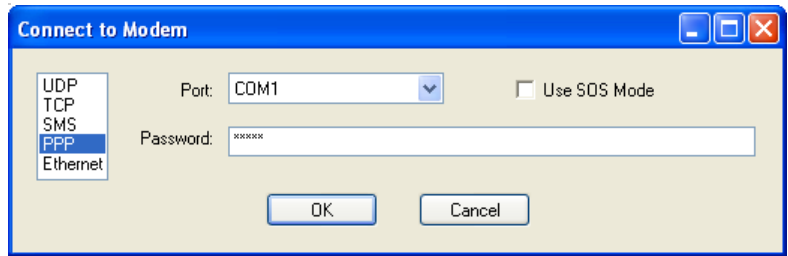 Connect to Modem
UDP
TCP
SMS
PPP
Ethernet
Port: COM1
Use SOS Mode
Password: *****
OK Cancel